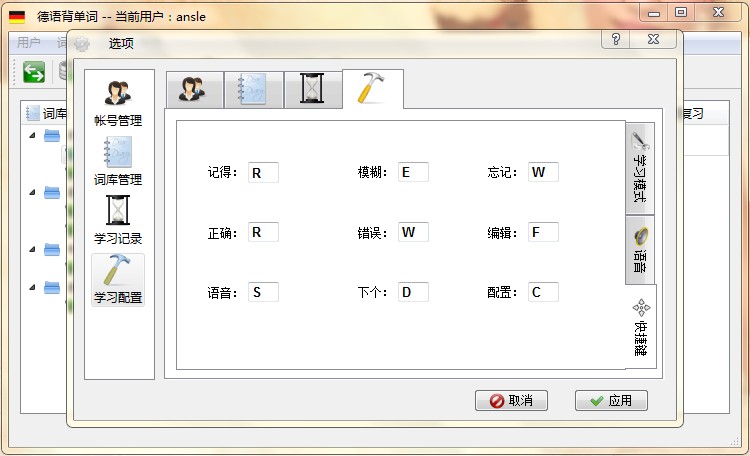 德语背单词 -- 当前用户：ansle
用户
选项
?
词库
复习
帐号管理
词库管理
学习记录
学习配置
记得： R 模糊： E 忘记： W
正确： R 错误： W 编辑： F
语音： S 下个： D 配置： C
学习模式
语音
快捷键
取消 应用